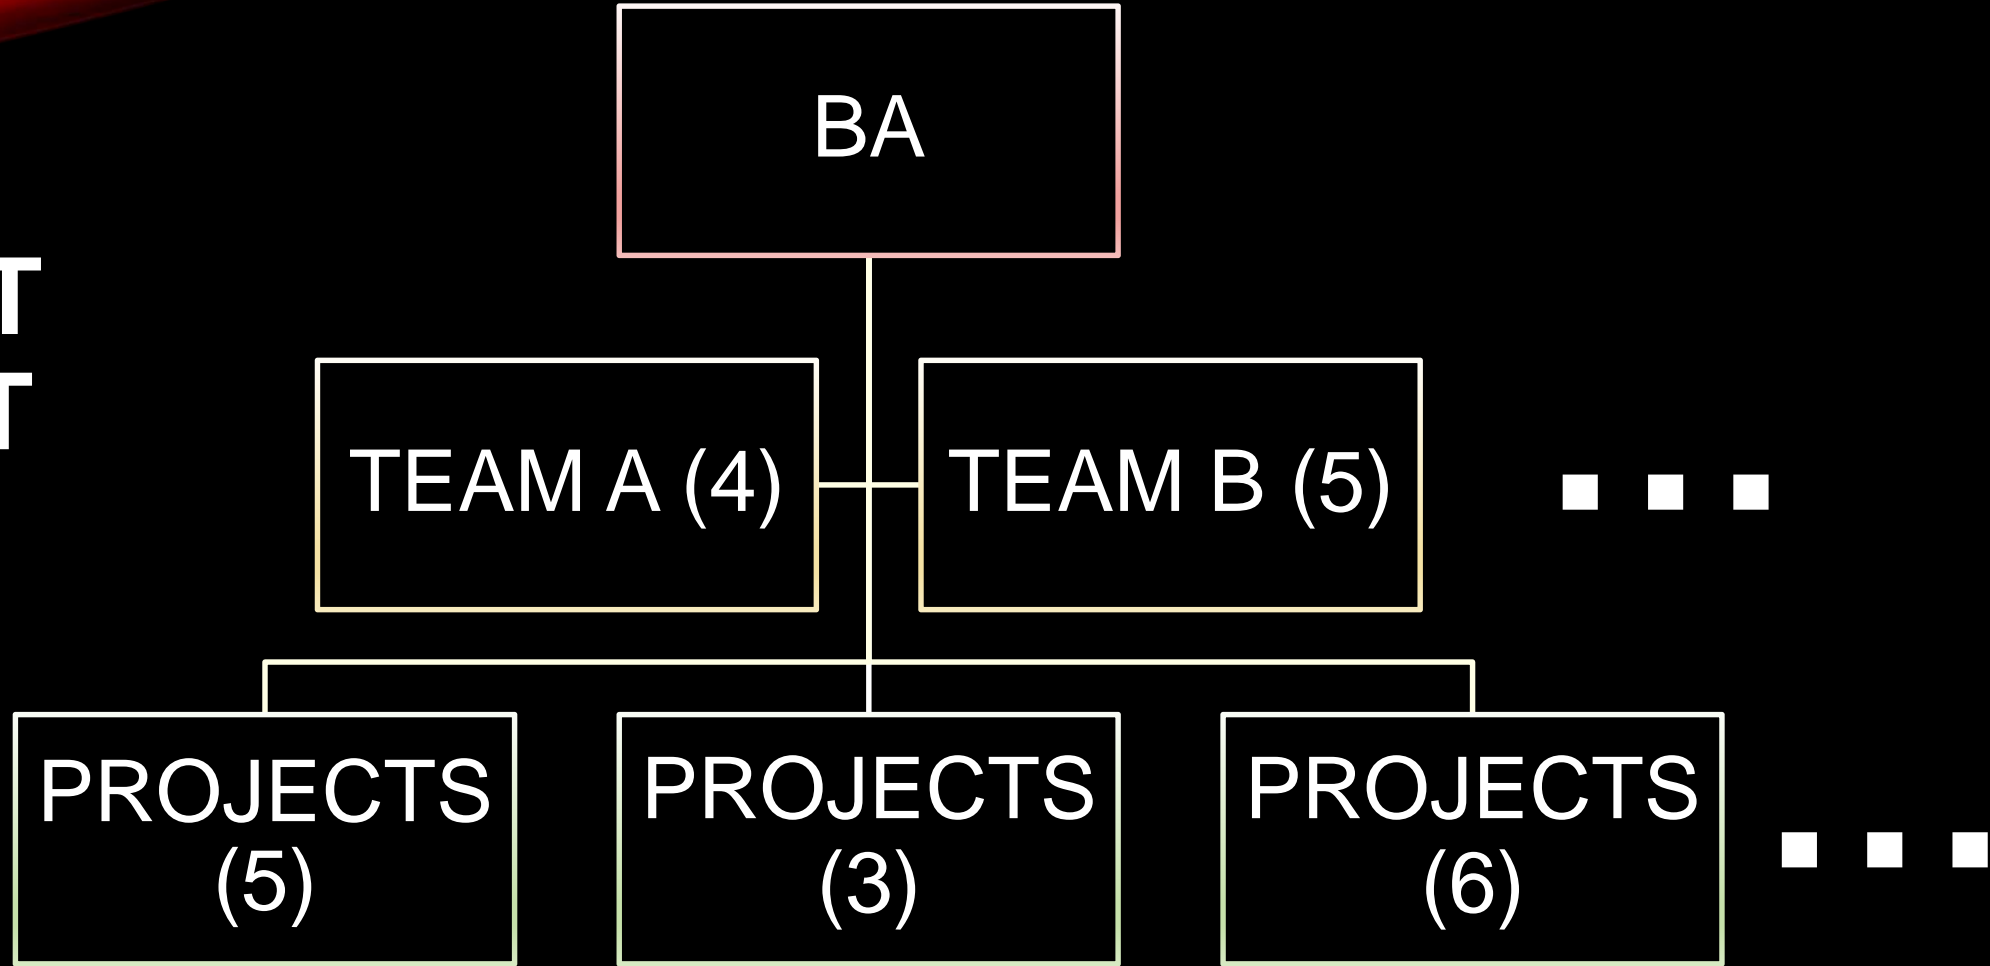 BA
T
T
TEAM A (4)
TEAM B (5)
...
PROJECTS
(5)
PROJECTS
(3)
PROJECTS
(6)
...